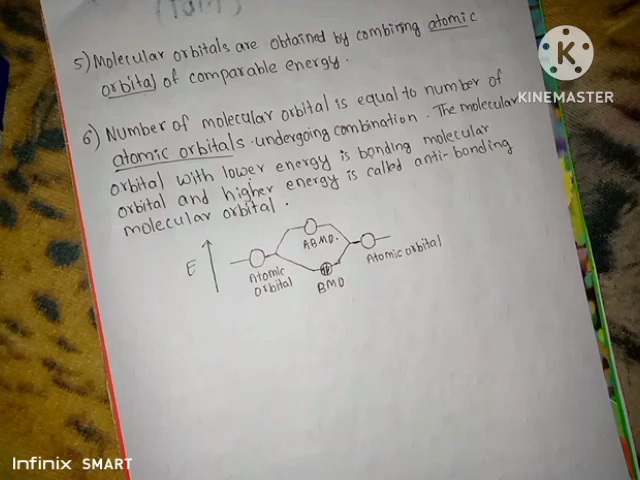 5) Molecular orbitals are obtained by combining atomic
orbital of comparable energy.
6) Number of molecular orbital is equal to number of
atomic orbitals. undergoing combination. The molecular
orbital with lower energy is bonding molecular
orbital and higher energy is called anti-bonding
molecular orbital.
E
ABMO.
Atomic
orbital
BMO
Atomic orbital
K
KINEMASTER
Infinix SMART